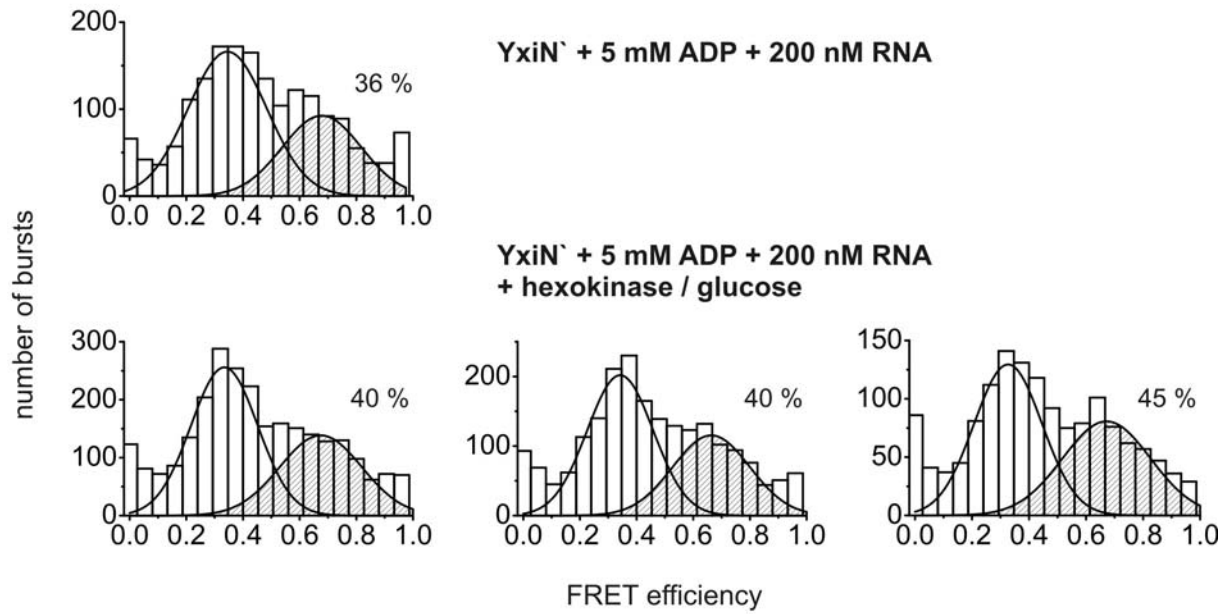 YxiN` + 5 mM ADP + 200 nM RNA
200
100
0
36 %
0.0 0.2 0.4 0.6 0.8 1.0
number of bursts
YxiN` + 5 mM ADP + 200 nM RNA
+ hexokinase / glucose
300
200
100
0
40 %
0.0 0.2 0.4 0.6 0.8 1.0
200
100
0
40 %
0.0 0.2 0.4 0.6 0.8 1.0
150
100
50
0
45 %
0.0 0.2 0.4 0.6 0.8 1.0
FRET efficiency